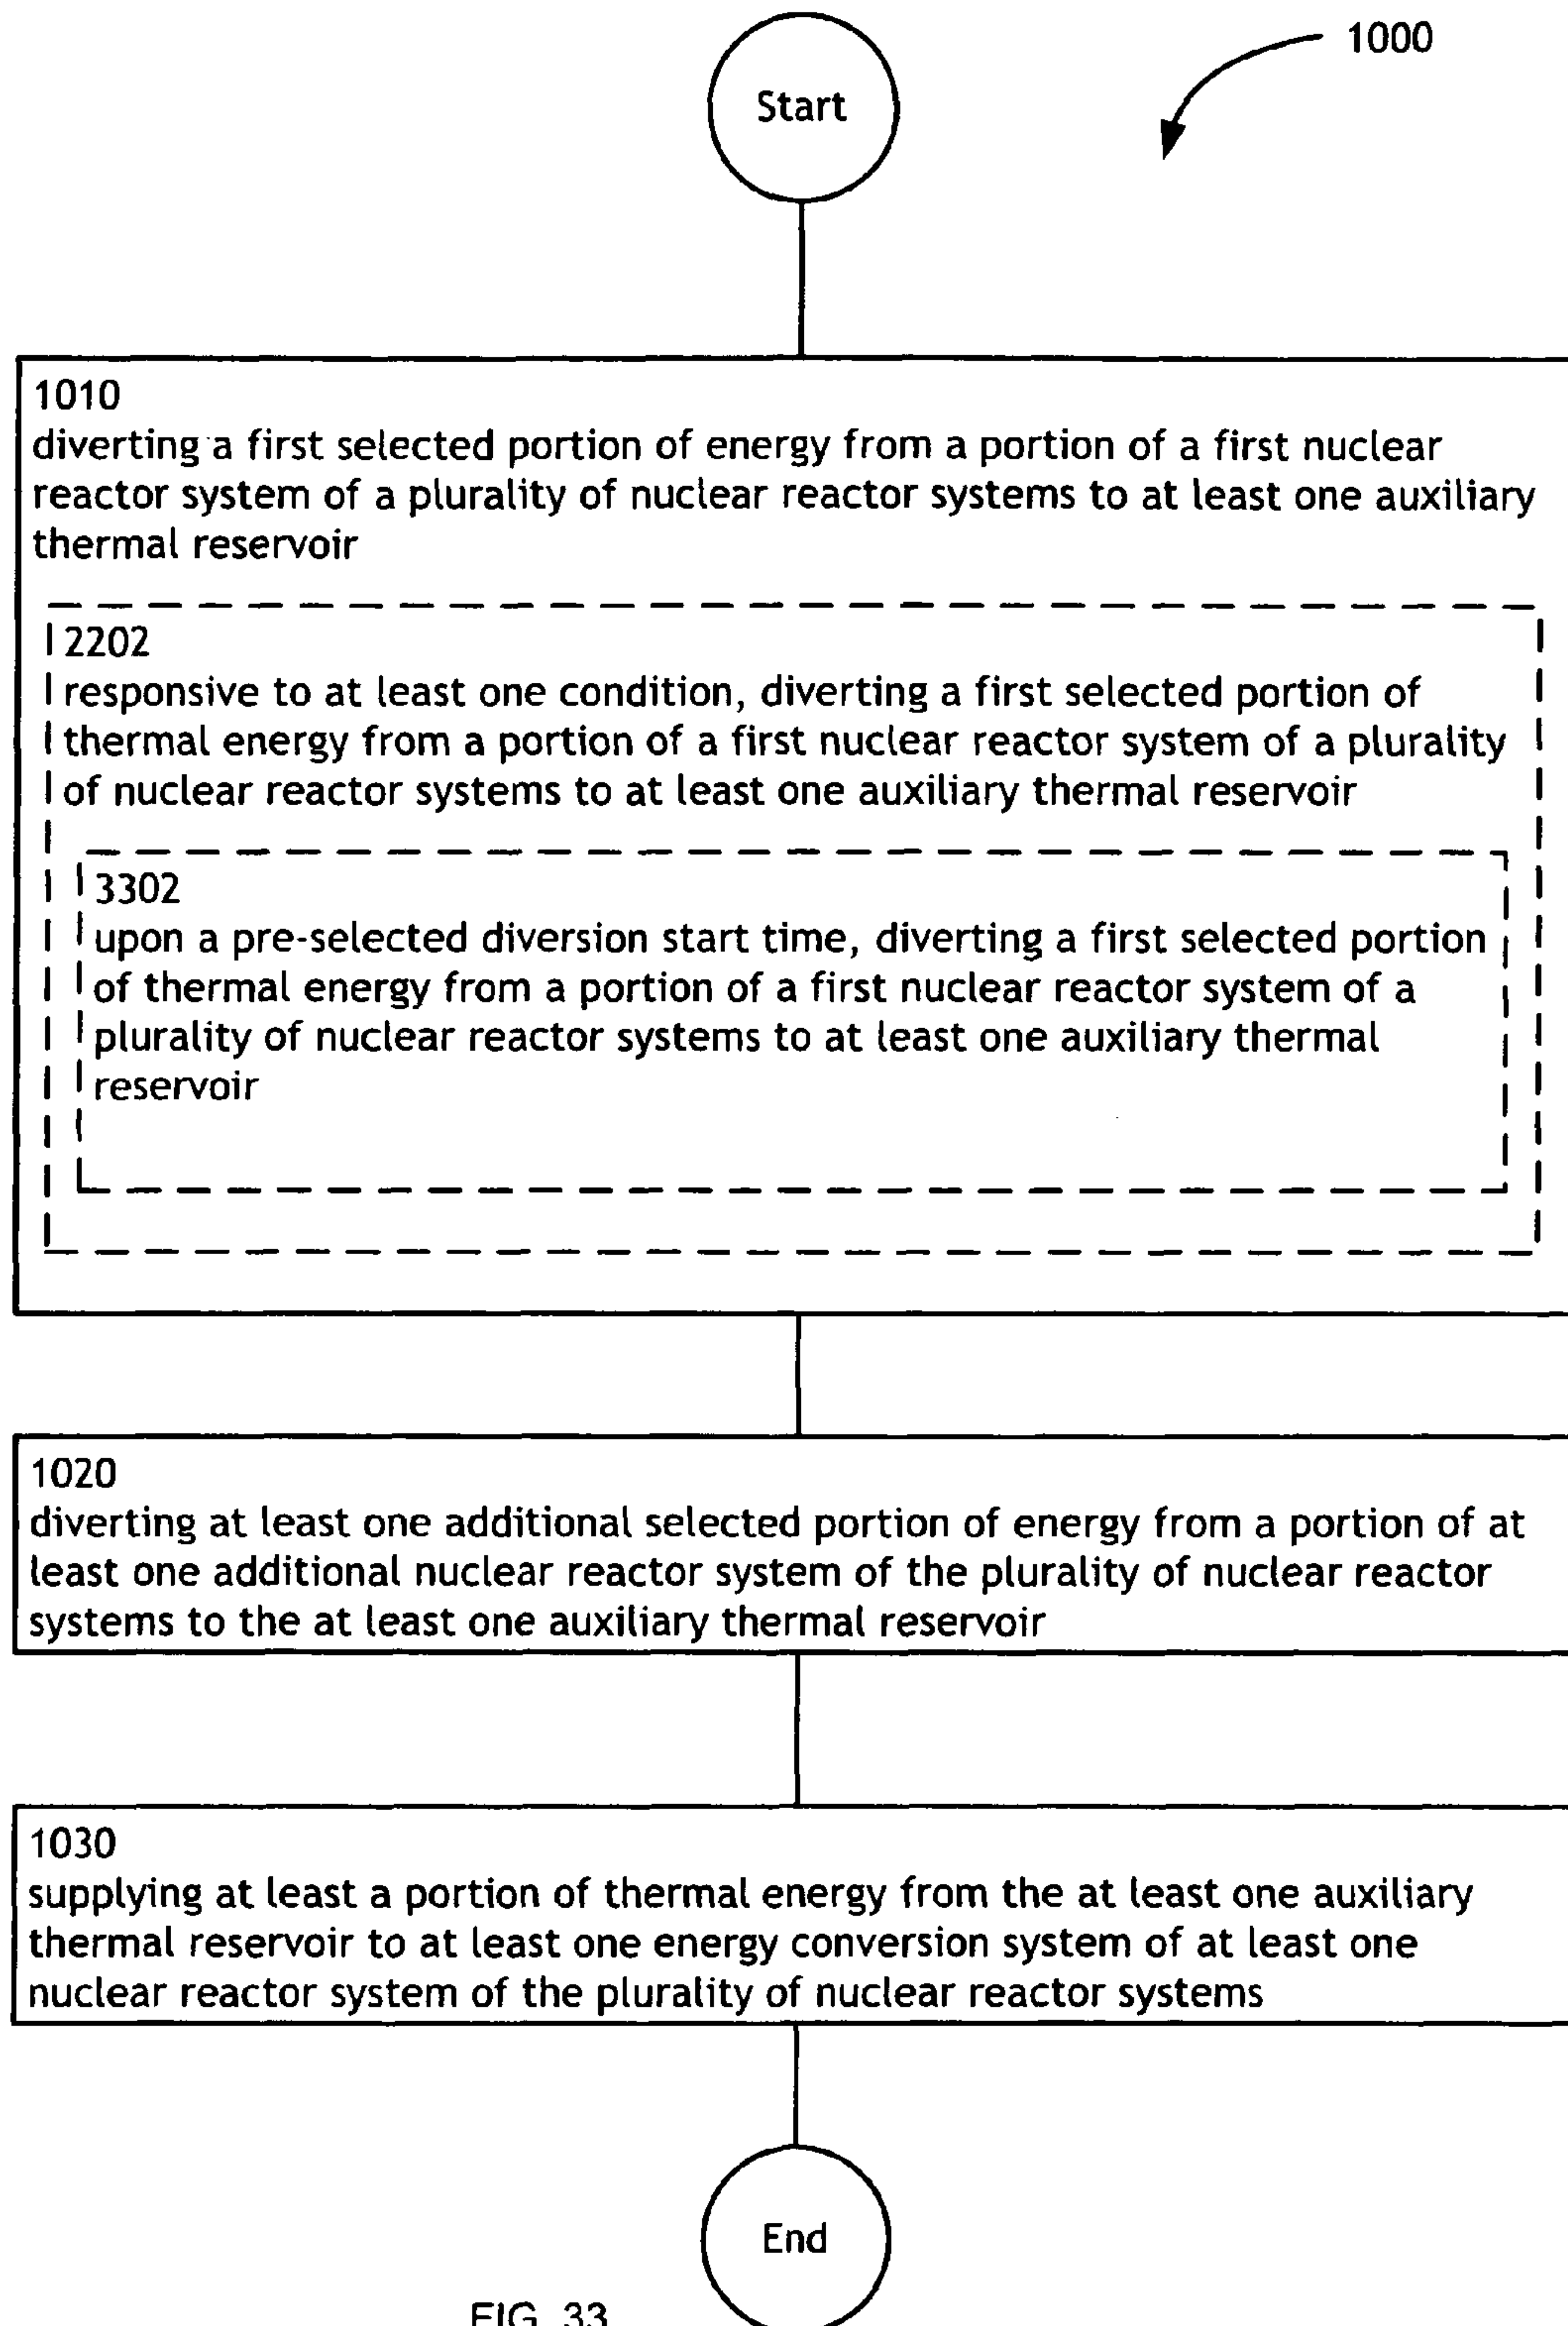 1000
Start
1010
diverting a first selected portion of energy from a portion of a first nuclear
reactor system of a plurality of nuclear reactor systems to at least one auxiliary
thermal reservoir
2202
responsive to at least one condition, diverting a first selected portion of
thermal energy from a portion of a first nuclear reactor system of a plurality
of nuclear reactor systems to at least one auxiliary thermal reservoir
3302
upon a pre-selected diversion start time, diverting a first selected portion
of thermal energy from a portion of a first nuclear reactor system of a
plurality of nuclear reactor systems to at least one auxiliary thermal
reservoir
1020
diverting at least one additional selected portion of energy from a portion of at
least one additional nuclear reactor system of the plurality of nuclear reactor
systems to the at least one auxiliary thermal reservoir
1030
supplying at least a portion of thermal energy from the at least one auxiliary
thermal reservoir to at least one energy conversion system of at least one
nuclear reactor system of the plurality of nuclear reactor systems
End
FIG. 33